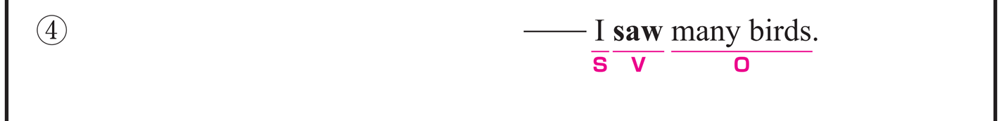 ④ —— I saw many birds.
S V O